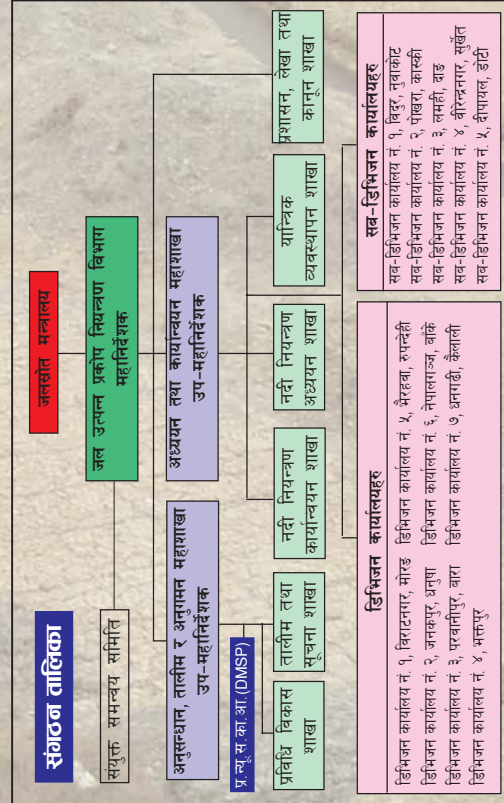 संगठन तालिका
जलस्रोत मन्त्रालय
जल उत्पन्न प्रकोप नियन्त्रण विभाग
महानिर्देशक
संयुक्त समन्वय समिति
अनुसन्धान, तालीम र अनुगमन महाशाखा
उप-महानिर्देशक
अध्ययन तथा कार्यान्वयन महाशाखा
उप-महानिर्देशक
प्र.न्यू.स.का.आ.(DMSP)
प्रविधि विकास
शाखा
तालीम तथा
सूचना शाखा
नदी नियन्त्रण
कार्यान्वयन शाखा
नदी नियन्त्रण
अध्ययन शाखा
यान्त्रिक
व्यवस्थापन शाखा
प्रशासन, लेखा तथा
कानून शाखा
डिभिजन कार्यालयहरु
डिभिजन कार्यालय नं. १, विराटनगर, मोरङ
डिभिजन कार्यालय नं. २, जनकपुर, धनुषा
डिभिजन कार्यालय नं. ३, परवानीपुर, बारा
डिभिजन कार्यालय नं. ४, भक्तपुर
डिभिजन कार्यालय नं. ५, भैरहवा, रुपन्देही
डिभिजन कार्यालय नं. ६, नेपालगञ्ज, बाँके
डिभिजन कार्यालय नं. ७, धनगढी, कैलाली
सब-डिभिजन कार्यालयहरु
सब-डिभिजन कार्यालय नं. १, विदुर, नुवाकोट
सब-डिभिजन कार्यालय नं. २, पोखरा, कास्की
सब-डिभिजन कार्यालय नं. ३, लमही, दाङ
सब-डिभिजन कार्यालय नं. ४, वीरेन्द्रनगर, सुर्खेत
सब-डिभिजन कार्यालय नं. ५, दीपायल, डोटी